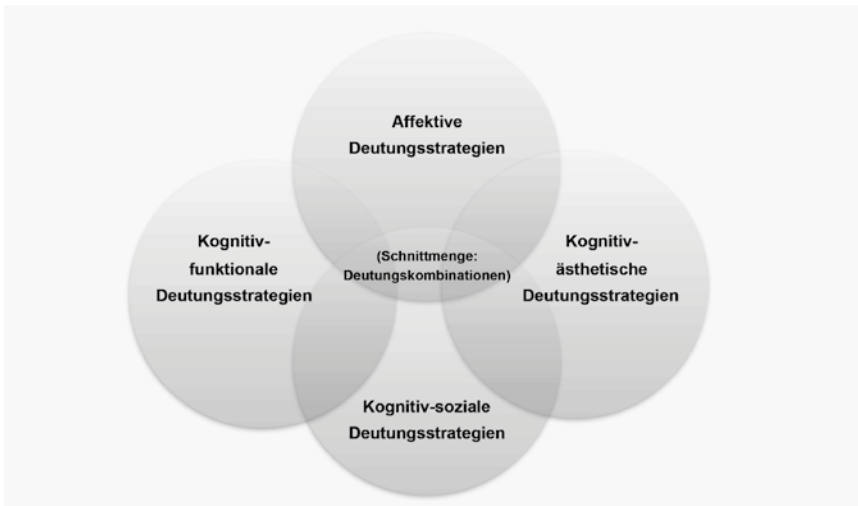 Affektive
Deutungsstrategien
Kognitiv-
funktionale
Deutungsstrategien
(Schnittmenge:
Deutungskombinationen)
Kognitiv-
ästhetische
Deutungsstrategien
Kognitiv-soziale
Deutungsstrategien